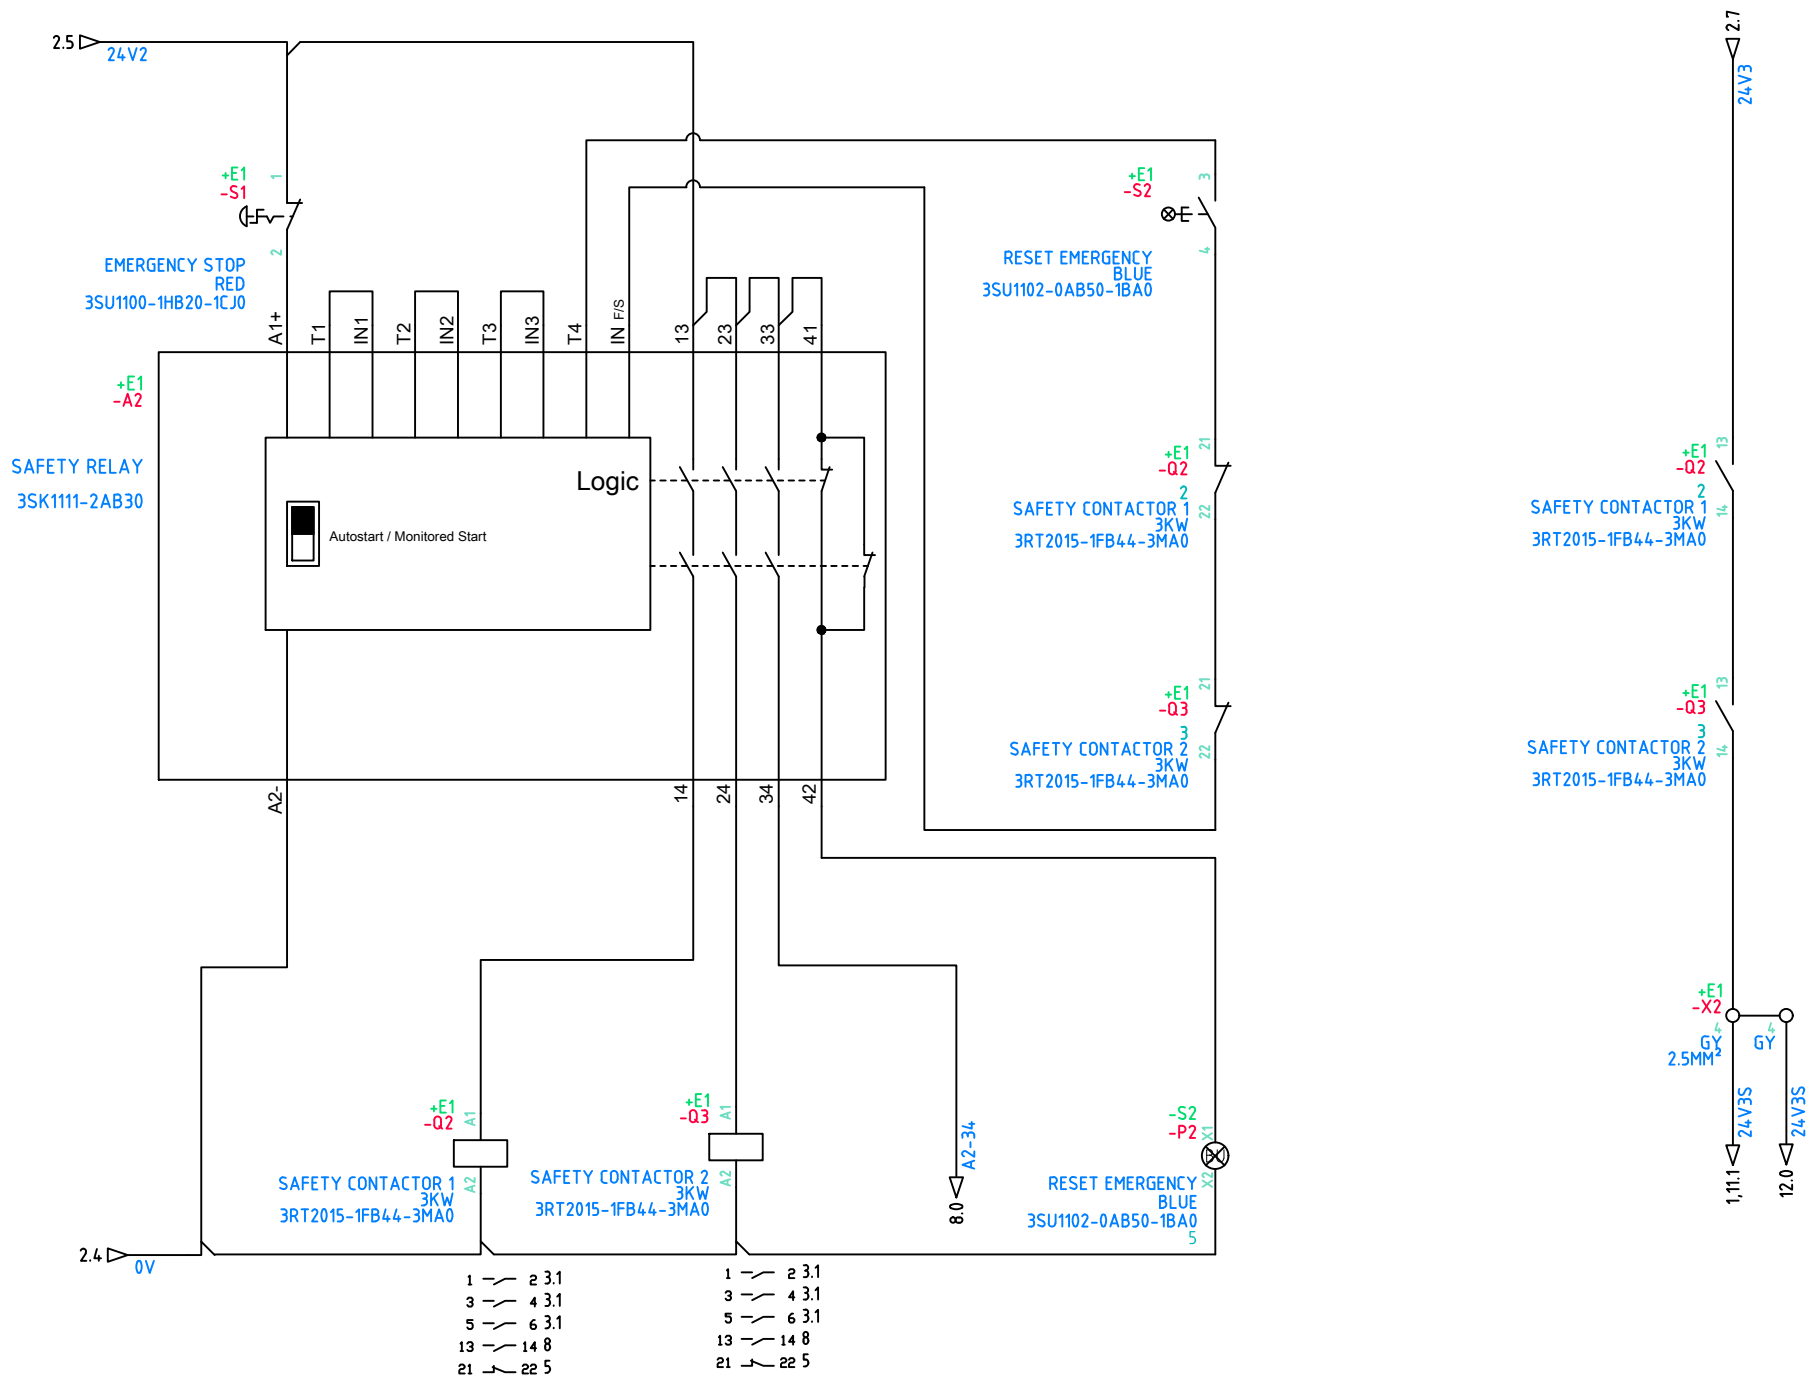 2.5
24V2
2.7
24V3
+E1
-S1
1
2
EMERGENCY STOP
RED
3SU1100-1HB20-1CJ0
+E1
-S2
3
4
RESET EMERGENCY
BLUE
3SU1102-0AB50-1BA0
A1+
T1
IN1
T2
IN2
T3
IN3
T4
IN F/S
13
23
33
41
+E1
-A2
SAFETY RELAY
3SK1111-2AB30
Logic
Autostart / Monitored Start
+E1
-Q2
2
21
22
SAFETY CONTACTOR 1
3KW
3RT2015-1FB44-3MA0
+E1
-Q2
2
13
14
SAFETY CONTACTOR 1
3KW
3RT2015-1FB44-3MA0
+E1
-Q3
3
21
22
SAFETY CONTACTOR 2
3KW
3RT2015-1FB44-3MA0
+E1
-Q3
3
13
14
SAFETY CONTACTOR 2
3KW
3RT2015-1FB44-3MA0
A2-
14
24
34
42
+E1
-X2
4
GY
2.5MM²
4
GY
24V3S
1,11.1
24V3S
12.0
+E1
-Q2
A1
A2
SAFETY CONTACTOR 1
3KW
3RT2015-1FB44-3MA0
+E1
-Q3
A1
A2
SAFETY CONTACTOR 2
3KW
3RT2015-1FB44-3MA0
A2-34
8.0
-S2
-P2
X1
X2
RESET EMERGENCY
BLUE
3SU1102-0AB50-1BA0
5
2.4
0V
1 2 3.1
3 4 3.1
5 6 3.1
13 14 8
21 22 5
1 2 3.1
3 4 3.1
5 6 3.1
13 14 8
21 22 5